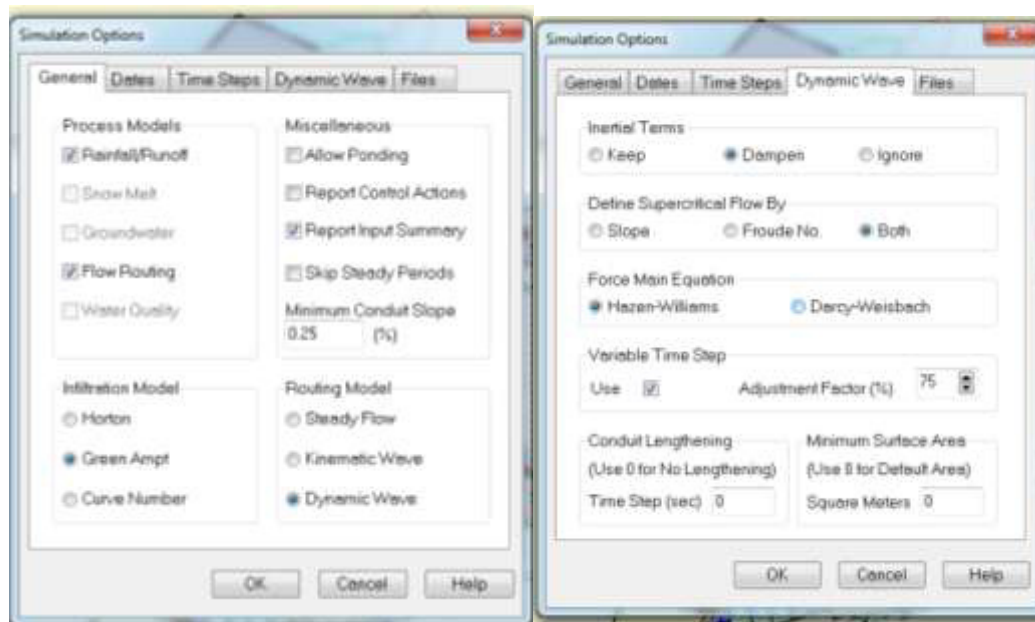 Simulation Options
General Dates Time Steps Dynamic Wave Files
Process Models
Rainfall/Runoff
Snow Melt
Groundwater
Flow Routing
Water Quality
Miscellaneous
Allow Ponding
Report Control Actions
Report Input Summary
Skip Steady Periods
Minimum Conduit Slope
0.25 (%)
Infiltration Model
Horton
Green Ampt
Curve Number
Routing Model
Steady Flow
Kinematic Wave
Dynamic Wave
OK Cancel Help
Simulation Options
General Dates Time Steps Dynamic Wave Files
Inertial Terms
Keep Dampen Ignore
Define Supercritical Flow By
Slope Froude No. Both
Force Main Equation
Hazen-Williams Darcy-Weisbach
Variable Time Step
Use Adjustment Factor (%) 75
Conduit Lengthening
(Use 0 for No Lengthening)
Time Step (sec) 0
Minimum Surface Area
(Use 0 for Default Area)
Square Meters 0
OK Cancel Help